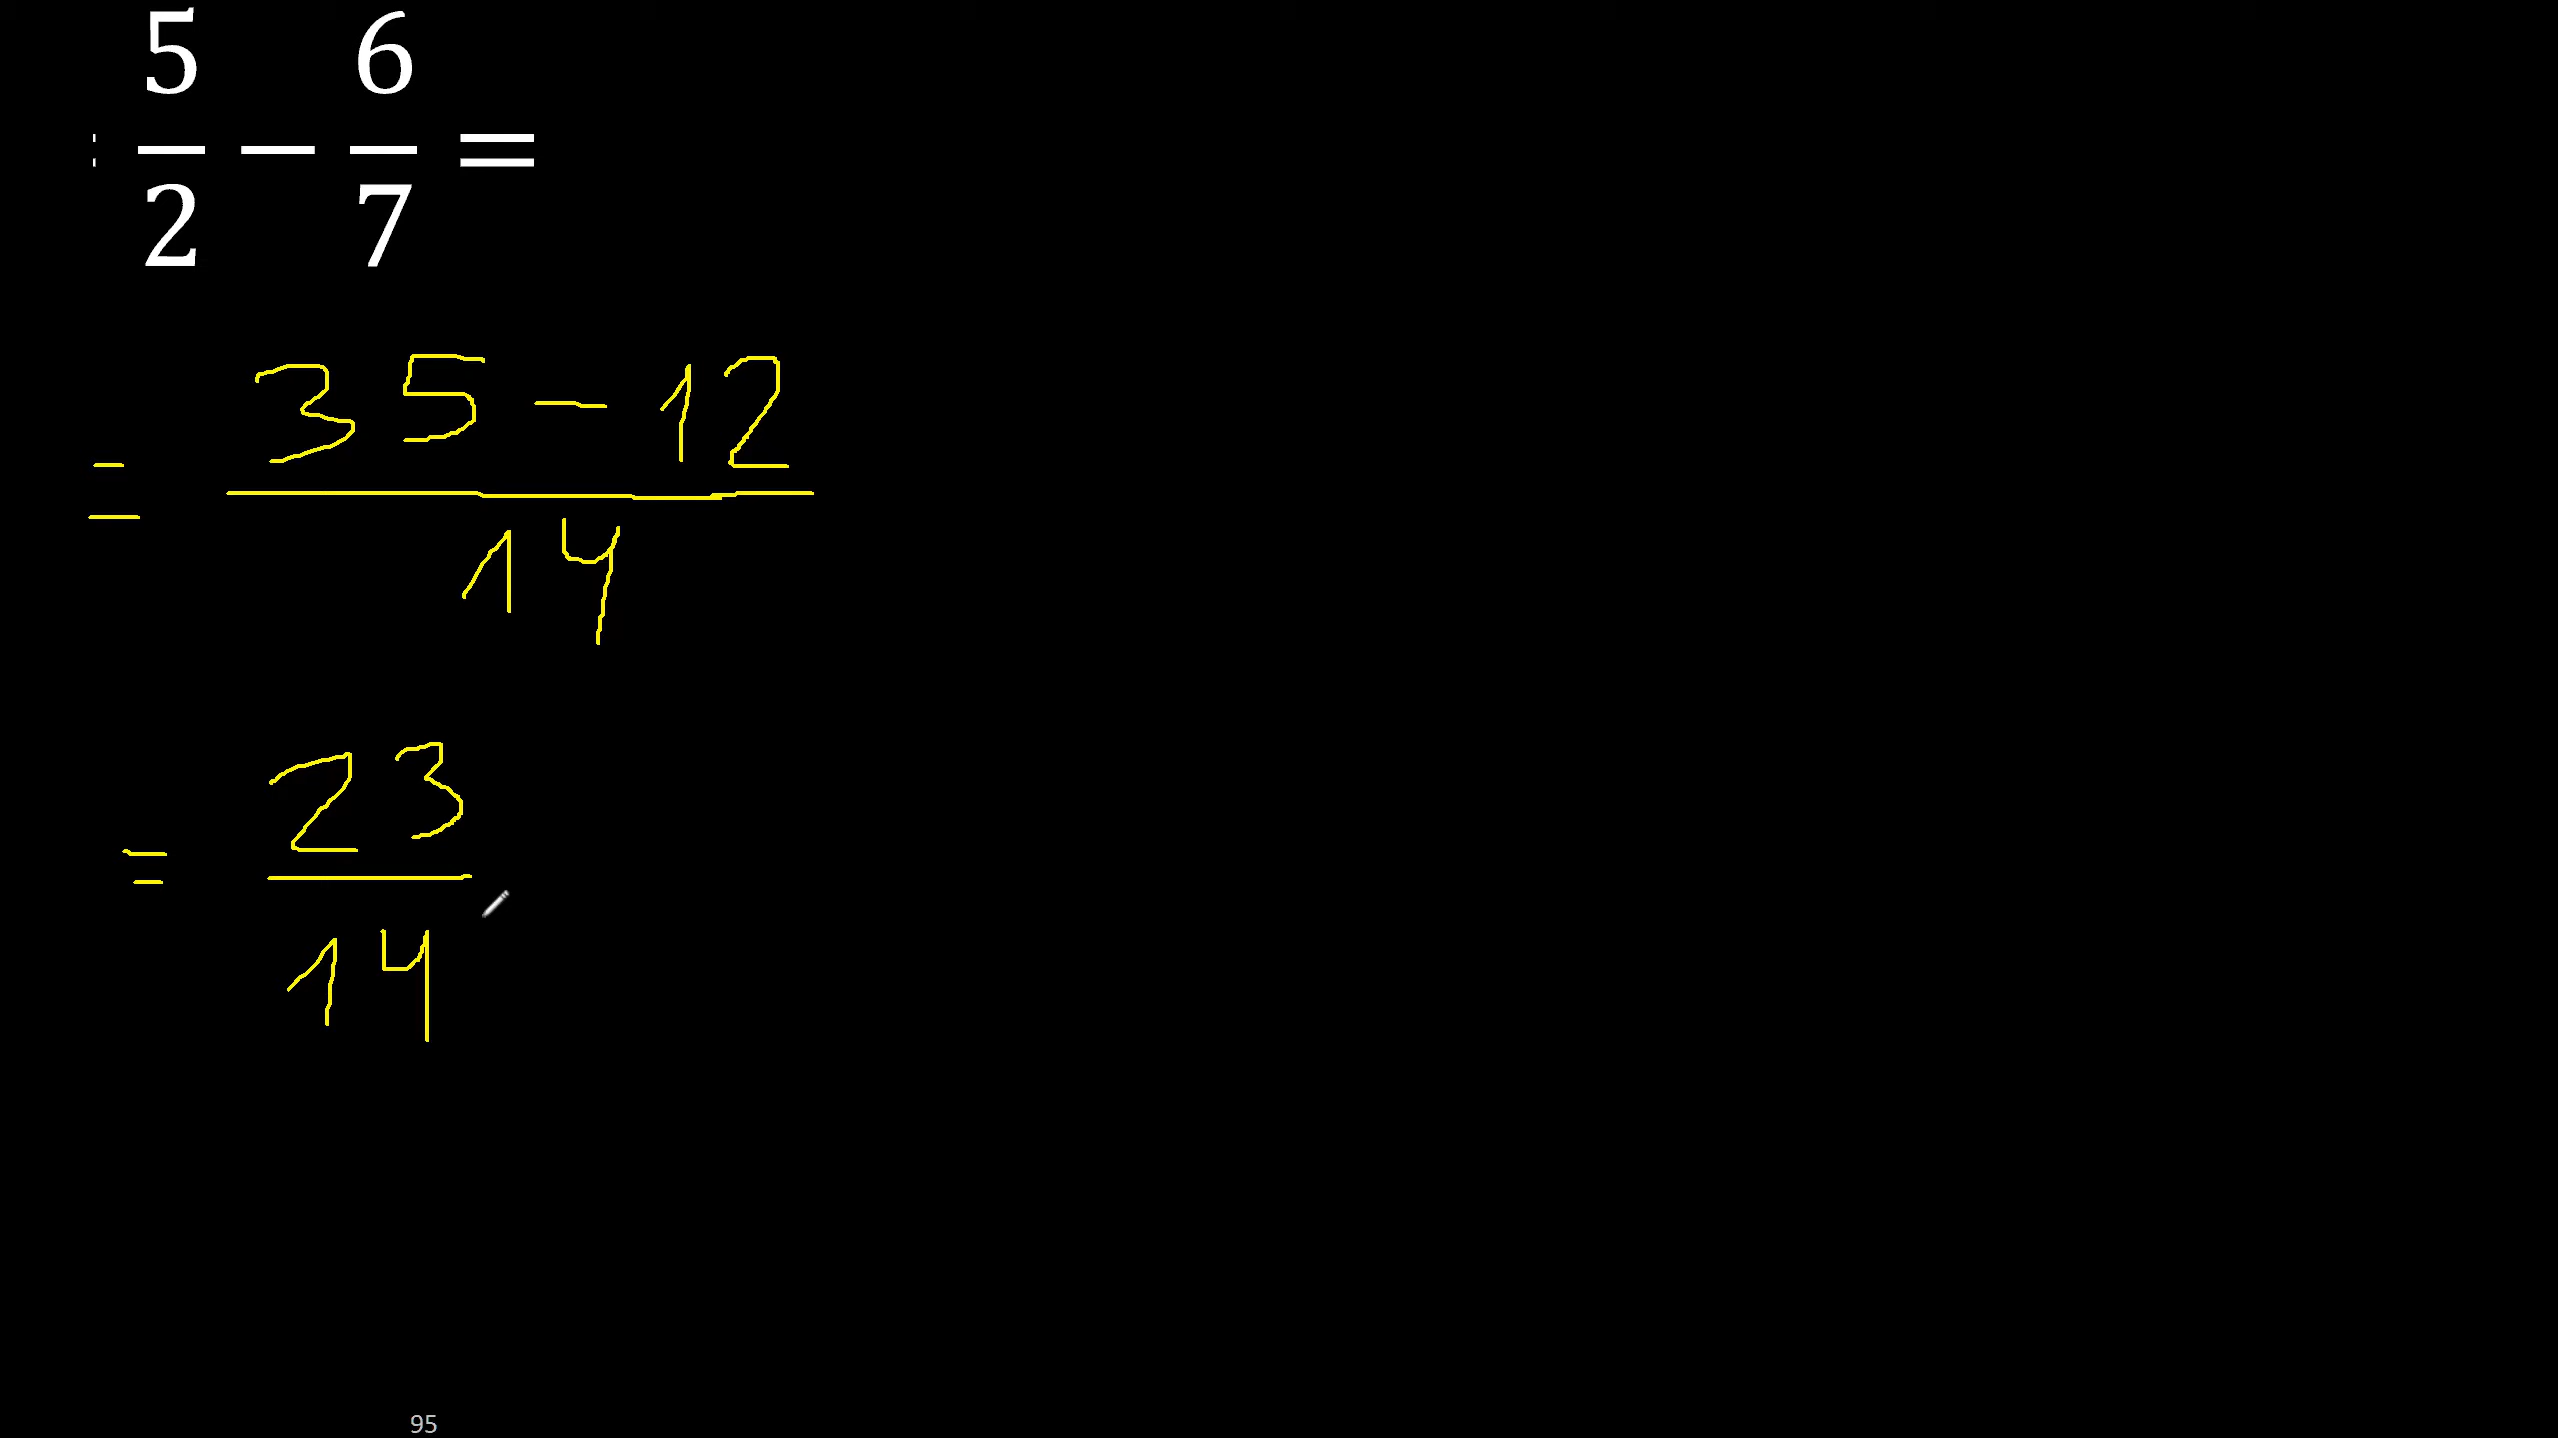 5/2 − 6/7 =
= 35 − 12 / 14
= 23/14
95